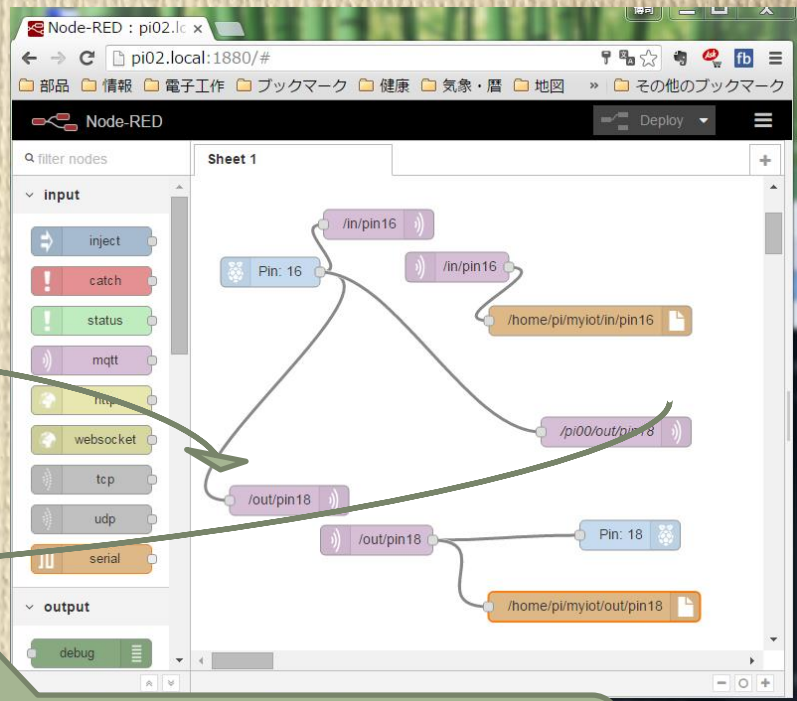 Node-RED : pi02.lc
博司
pi02.local:1880/#
部品 情報 電子工作 ブックマーク 健康 気象・暦 地図 » その他のブックマーク
Node-RED
Deploy
filter nodes
Sheet 1
input
inject
catch
status
mqtt
http
websocket
tcp
udp
serial
output
debug
/in/pin16
Pin: 16
/in/pin16
/home/pi/myiot/in/pin16
/pi00/out/pin18
/out/pin18
/out/pin18
Pin: 18
/home/pi/myiot/out/pin18